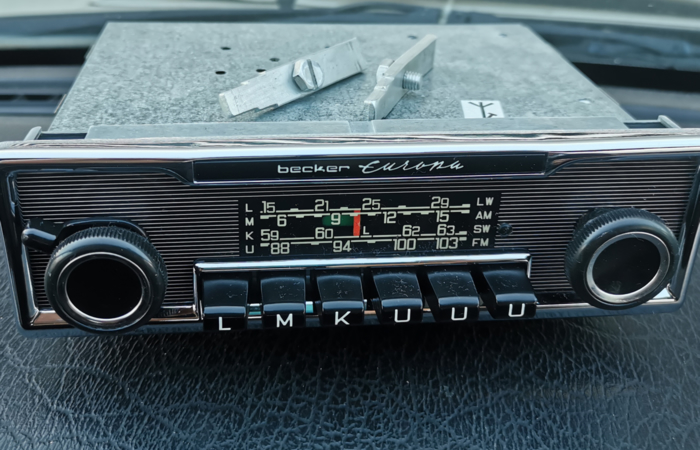 becker europa
L .15 21 25 29 LW
M 6 9 12 15 AM
K 59 60 L 62 63 SW
U 88 94 100 103 FM
L M K U U U